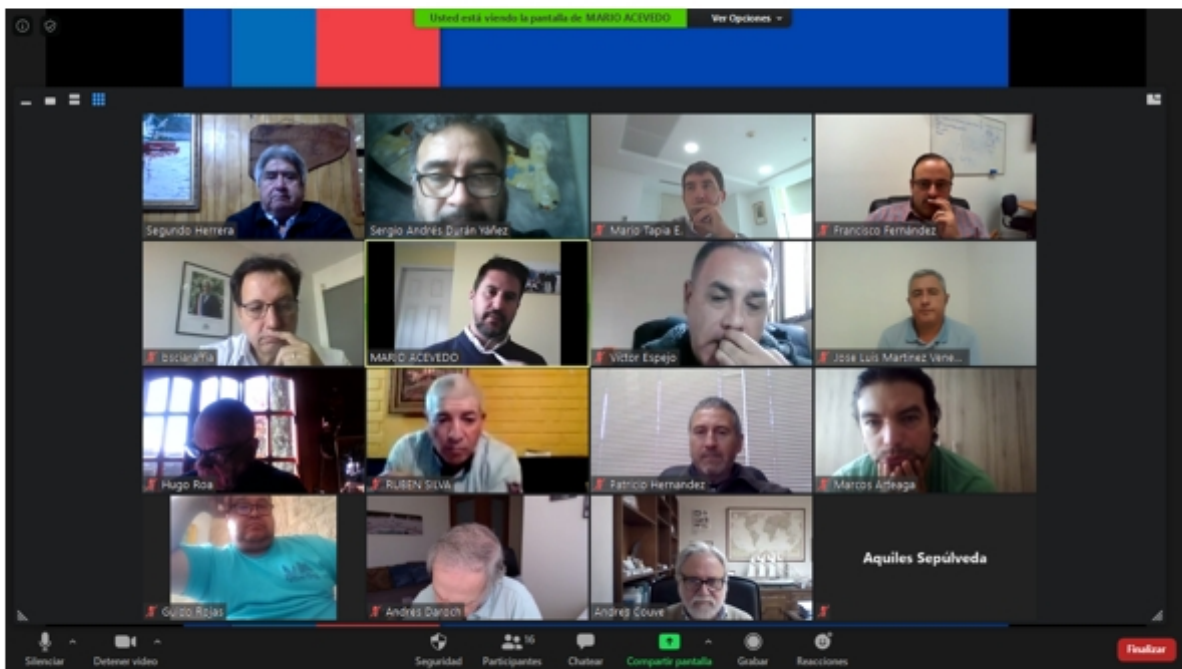 Usted está viendo la pantalla de MARIO ACEVEDO
Ver Opciones
Segundo Herrera
Sergio Andrés Durán Yáñez
Mario Tapia E.
Francisco Fernández
bsciarama
MARIO ACEVEDO
Victor Espejo
Jose Luis Martinez Vene...
Hugo Roa
RUBEN SILVA
Patricio Hernandez
Marcos Arteaga
Guido Rojas
Andrés Daroch
Andres Couve
Aquiles Sepúlveda
Silenciar
Detener video
Seguridad
16
Participantes
Chatear
Compartir pantalla
Grabar
Reacciones
Finalizar